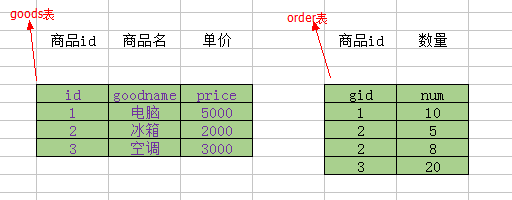 goods表
order表
商品id 商品名 单价
商品id 数量
id goodname price
1 电脑 5000
2 冰箱 2000
3 空调 3000
gid num
1 10
2 5
2 8
3 20